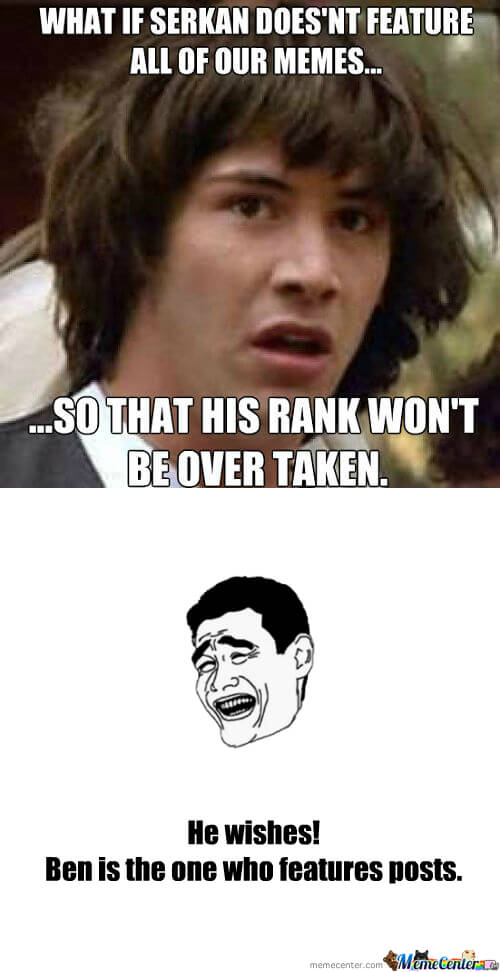 WHAT IF SERKAN DOES'NT FEATURE
ALL OF OUR MEMES...
...SO THAT HIS RANK WON'T
BE OVER TAKEN.
He wishes!
Ben is the one who features posts.
memecenter.com MemeCenter